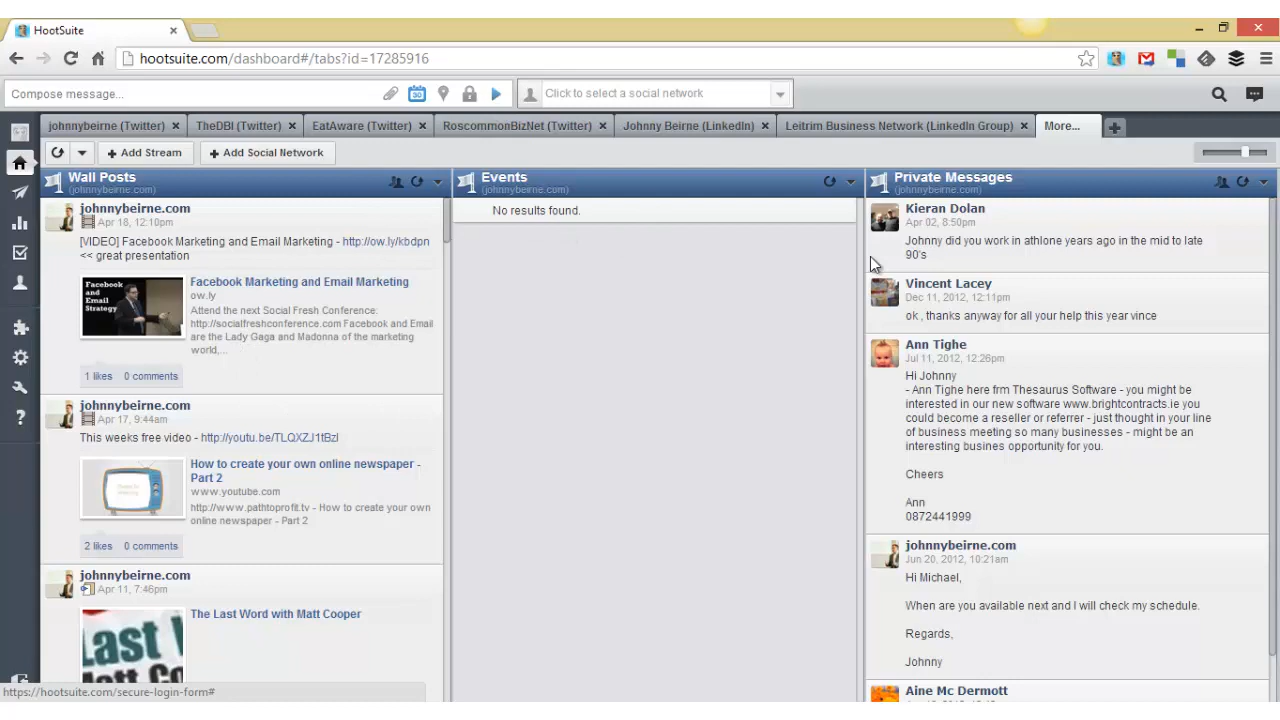 HootSuite
hootsuite.com/dashboard#/tabs?id=17285916
Compose message...
30
Click to select a social network
johnnybeirne (Twitter)
TheDBI (Twitter)
EatAware (Twitter)
RoscommonBizNet (Twitter)
Johnny Beirne (LinkedIn)
Leitrim Business Network (LinkedIn Group)
More...
Add Stream
Add Social Network
Wall Posts
(johnnybeirne.com)
johnnybeirne.com
Apr 18, 12:10pm
[VIDEO] Facebook Marketing and Email Marketing - http://ow.ly/kbdpn
<< great presentation
Facebook
and
Email
Strategy
Facebook Marketing and Email Marketing
ow.ly
Attend the next Social Fresh Conference:
http://socialfreshconference.com Facebook and Email
are the Lady Gaga and Madonna of the marketing
world,...
1 likes 0 comments
johnnybeirne.com
Apr 17, 9:44am
This weeks free video - http://youtu.be/TLQXZJ1tBzI
How to create your own online newspaper -
Part 2
www.youtube.com
http://www.pathtoprofit.tv - How to create your own
online newspaper - Part 2
2 likes 0 comments
johnnybeirne.com
Apr 11, 7:46pm
The Last Word with Matt Cooper
Last
Events
(johnnybeirne.com)
No results found.
Private Messages
(johnnybeirne.com)
Kieran Dolan
Apr 02, 8:50pm
Johnny did you work in athlone years ago in the mid to late
90's
Vincent Lacey
Dec 11, 2012, 12:11pm
ok , thanks anyway for all your help this year vince
Ann Tighe
Jul 11, 2012, 12:26pm
Hi Johnny
- Ann Tighe here frm Thesaurus Software - you might be
interested in our new software www.brightcontracts.ie you
could become a reseller or referrer - just thought in your line
of business meeting so many businesses - might be an
interesting busines opportunity for you.
Cheers
Ann
0872441999
johnnybeirne.com
Jun 20, 2012, 10:21am
Hi Michael,
When are you available next and I will check my schedule.
Regards,
Johnny
Aine Mc Dermott
https://hootsuite.com/secure-login-form#